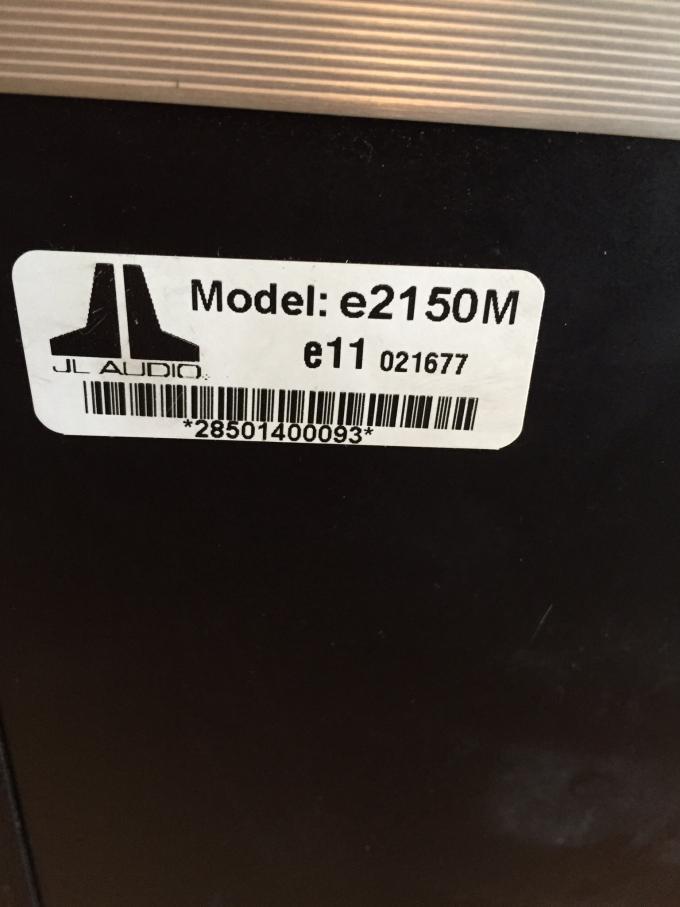 Model: e2150M
e11 021677
JL AUDIO
*28501400093*